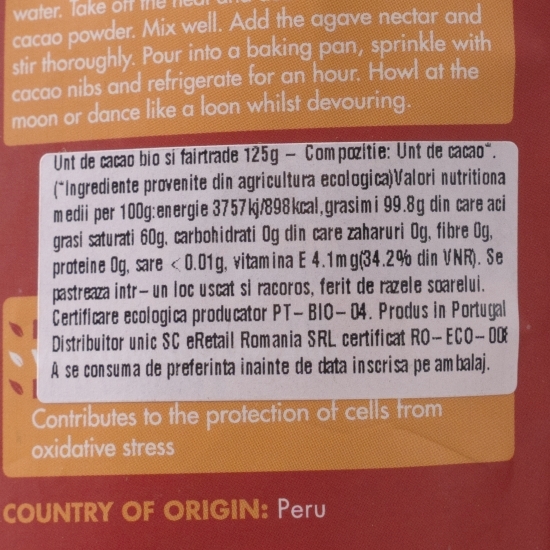 water. Take off the heat and
cacao powder. Mix well. Add the agave nectar and
stir thoroughly. Pour into a baking pan, sprinkle with
cacao nibs and refrigerate for an hour. Howl at the
moon or dance like a loon whilst devouring.
Unt de cacao bio si fairtrade 125g – Compozitie: Unt de cacao*.
(*Ingrediente provenite din agricultura ecologica)Valori nutritiona
medii per 100g:energie 3757kj/898kcal,grasimi 99.8g din care aci
grasi saturati 60g, carbohidrati 0g din care zaharuri 0g, fibre 0g,
proteine 0g, sare <0.01g, vitamina E 4.1mg(34.2% din VNR). Se
pastreaza intr-un loc uscat si racoros, ferit de razele soarelui.
Certificare ecologica producator PT-BIO-04. Produs in Portugal
Distribuitor unic SC eRetail Romania SRL certificat RO-ECO-008
A se consuma de preferinta inainte de data inscrisa pe ambalaj.
Contributes to the protection of cells from
oxidative stress
COUNTRY OF ORIGIN: Peru